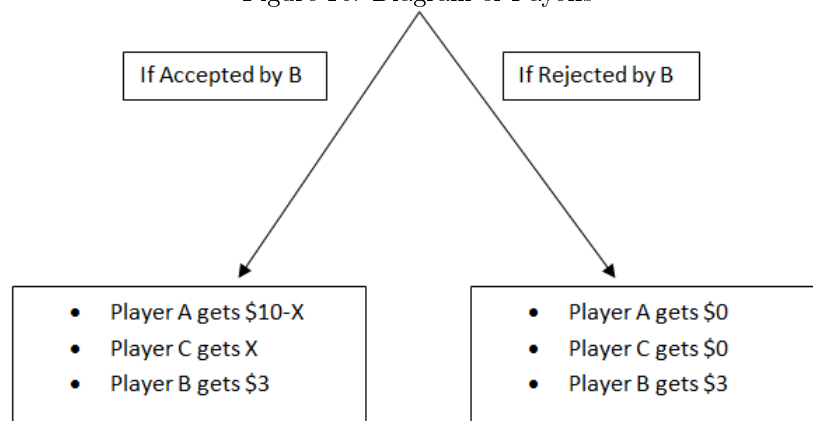 If Accepted by B
If Rejected by B
• Player A gets $10-X
• Player C gets X
• Player B gets $3
• Player A gets $0
• Player C gets $0
• Player B gets $3